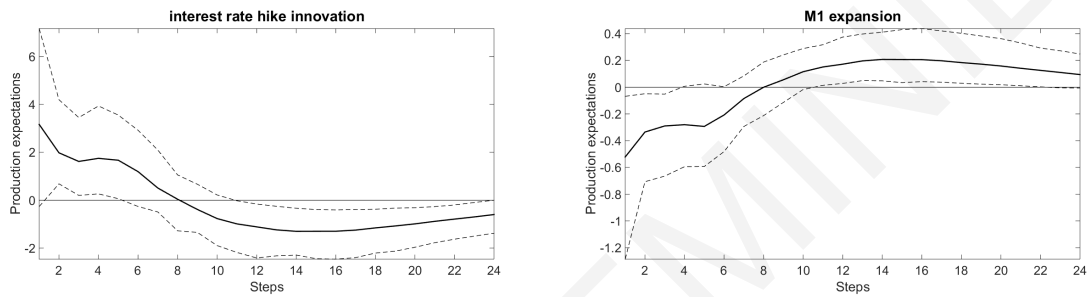 interest rate hike innovation
Production expectations
6
4
2
0
-2
2 4 6 8 10 12 14 16 18 20 22 24
Steps
M1 expansion
Production expectations
0.4
0.2
0
-0.2
-0.4
-0.6
-0.8
-1
-1.2
2 4 6 8 10 12 14 16 18 20 22 24
Steps